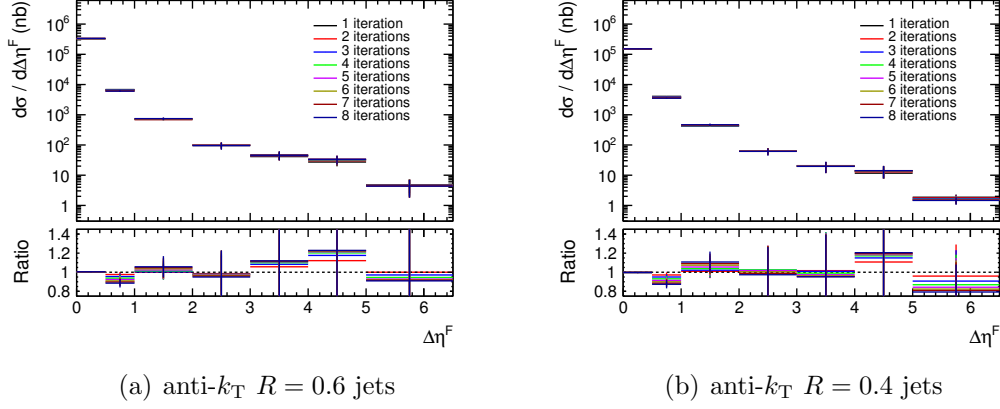 dσ / dΔη^F (nb)
10^6
10^5
10^4
10^3
10^2
10
1
1 iteration
2 iterations
3 iterations
4 iterations
5 iterations
6 iterations
7 iterations
8 iterations
Ratio
1.4
1.2
1
0.8
0 1 2 3 4 5 6
Δη^F
(a) anti-k_T R = 0.6 jets
dσ / dΔη^F (nb)
10^6
10^5
10^4
10^3
10^2
10
1
1 iteration
2 iterations
3 iterations
4 iterations
5 iterations
6 iterations
7 iterations
8 iterations
Ratio
1.4
1.2
1
0.8
0 1 2 3 4 5 6
Δη^F
(b) anti-k_T R = 0.4 jets